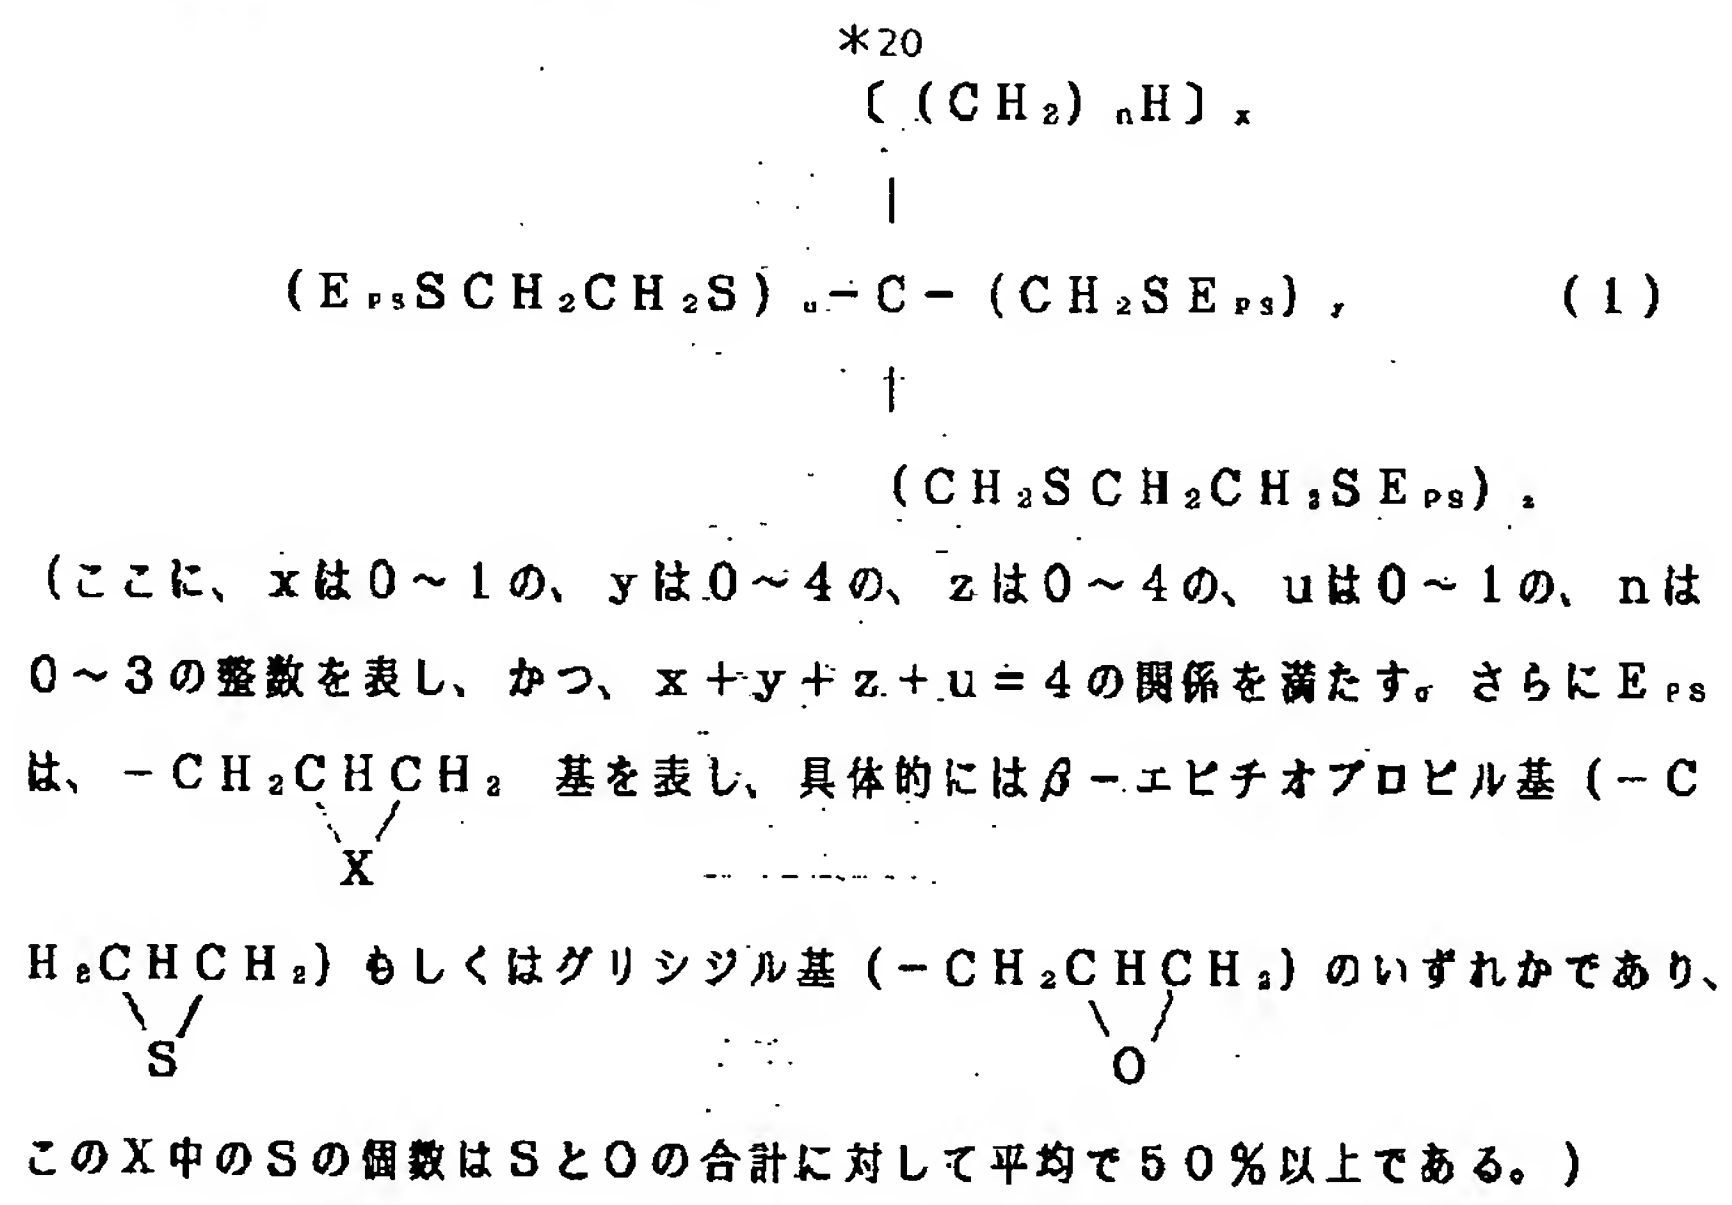 *20
〔(CH2)nH〕x
|
(EPSSCH2CH2S)u-C-(CH2SEPS)y (1)
|
(CH2SCH2CH2SEPS)z
(ここに、xは0~1の、yは0~4の、zは0~4の、uは0~1の、nは
0~3の整数を表し、かつ、x+y+z+u=4の関係を満たす。さらにEPS
は、-CH2CHCH2 基を表し、具体的にはβ-エピチオプロピル基(-C
\ /
X
H2CHCH2)もしくはグリシジル基(-CH2CHCH2)のいずれかであり、
\ / \ /
S O
このX中のSの個数はSとOの合計に対して平均で50%以上である。)